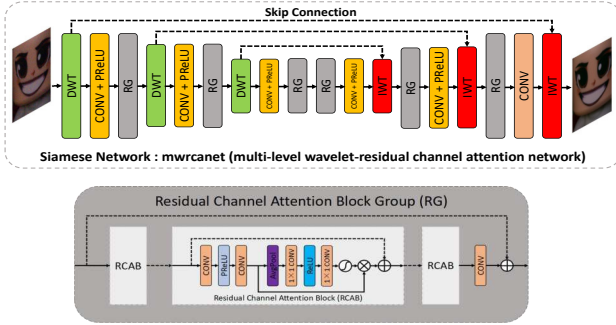 Skip Connection
DWT
CONV + PReLU
RG
DWT
CONV + PReLU
RG
DWT
CONV + PReLU
RG
RG
CONV + PReLU
IWT
RG
CONV + PReLU
IWT
RG
CONV
IWT
Siamese Network : mwrcanet (multi-level wavelet-residual channel attention network)
Residual Channel Attention Block Group (RG)
RCAB
CONV
PReLU
CONV
AvgPool
1×1 CONV
ReLU
1×1 CONV
RCAB
CONV
Residual Channel Attention Block (RCAB)